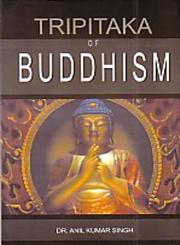 TRIPITAKA
OF
BUDDHISM
DR. ANIL KUMAR SINGH